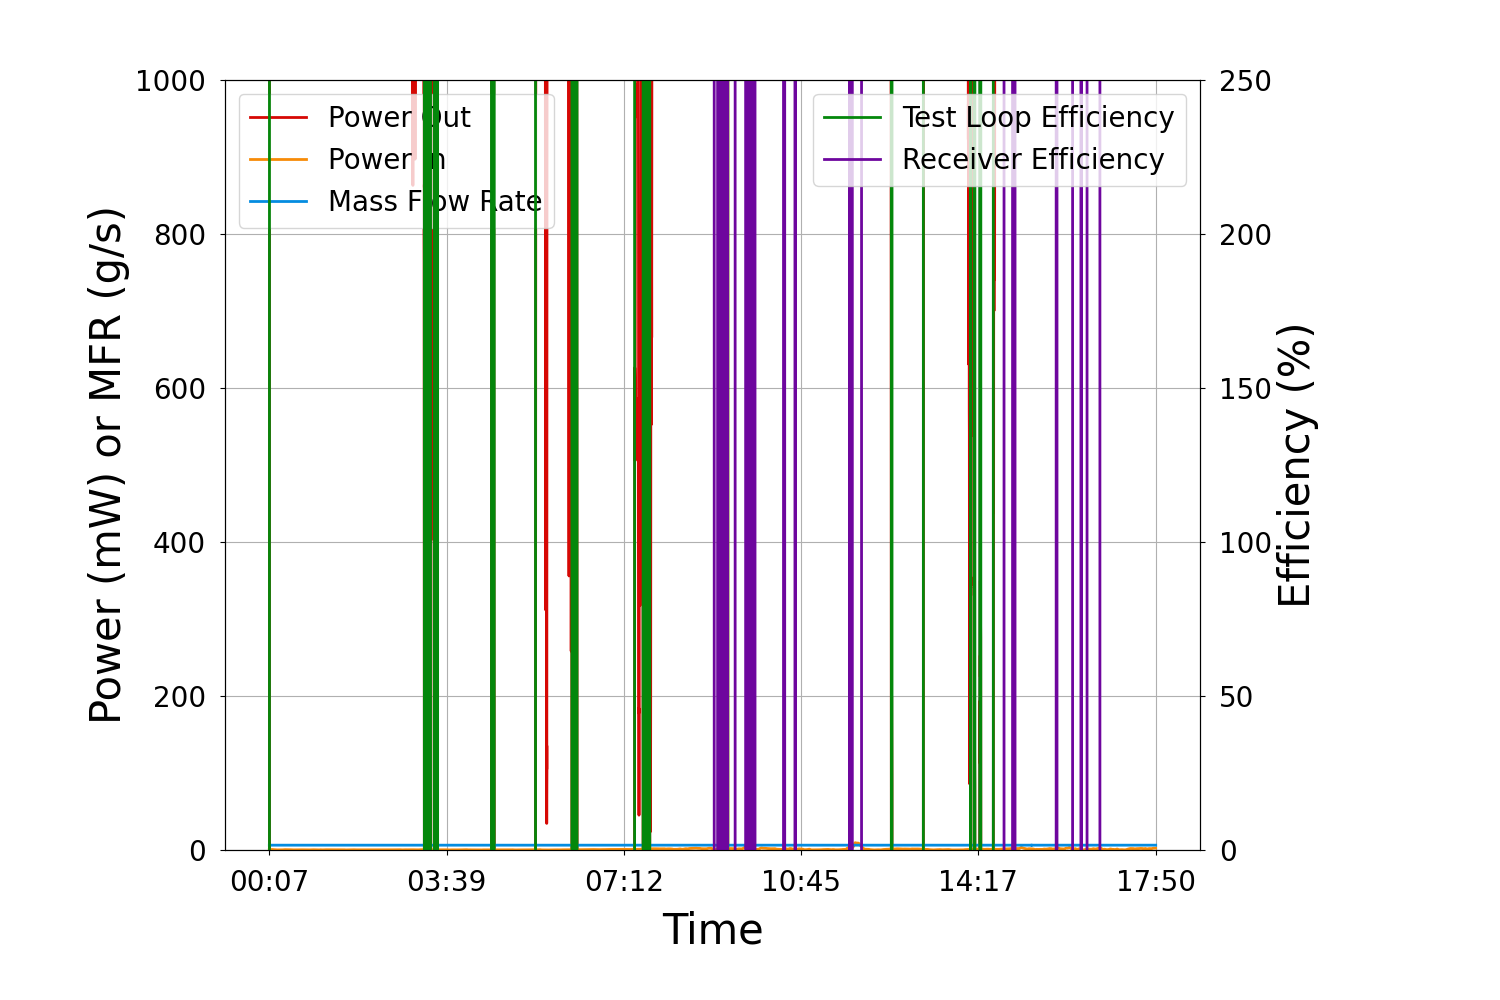 Power (mW) or MFR (g/s)
1000
800
600
400
200
0
Power Out
Power In
Mass Flow Rate
Test Loop Efficiency
Receiver Efficiency
250
200
150
100
50
0
Efficiency (%)
00:07 03:39 07:12 10:45 14:17 17:50
Time